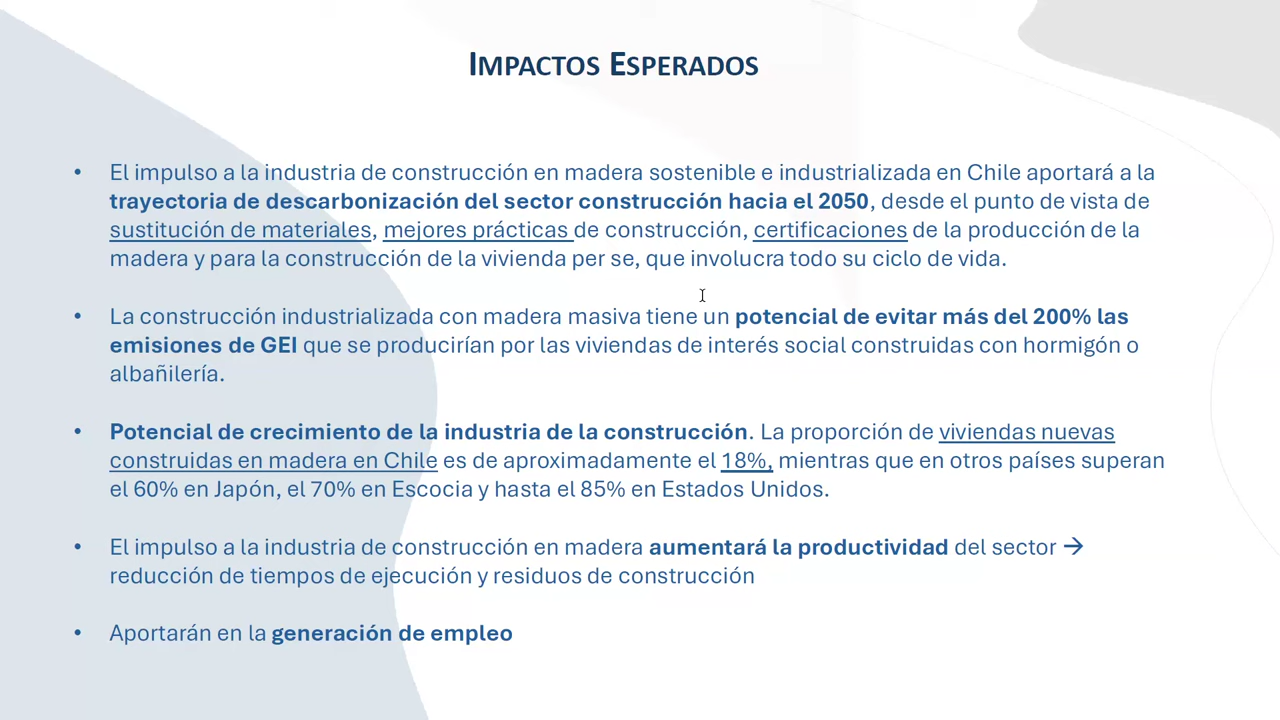 IMPACTOS ESPERADOS
• El impulso a la industria de construcción en madera sostenible e industrializada en Chile aportará a la
trayectoria de descarbonización del sector construcción hacia el 2050, desde el punto de vista de
sustitución de materiales, mejores prácticas de construcción, certificaciones de la producción de la
madera y para la construcción de la vivienda per se, que involucra todo su ciclo de vida.
• La construcción industrializada con madera masiva tiene un potencial de evitar más del 200% las
emisiones de GEI que se producirían por las viviendas de interés social construidas con hormigón o
albañilería.
• Potencial de crecimiento de la industria de la construcción. La proporción de viviendas nuevas
construidas en madera en Chile es de aproximadamente el 18%, mientras que en otros países superan
el 60% en Japón, el 70% en Escocia y hasta el 85% en Estados Unidos.
• El impulso a la industria de construcción en madera aumentará la productividad del sector →
reducción de tiempos de ejecución y residuos de construcción
• Aportarán en la generación de empleo